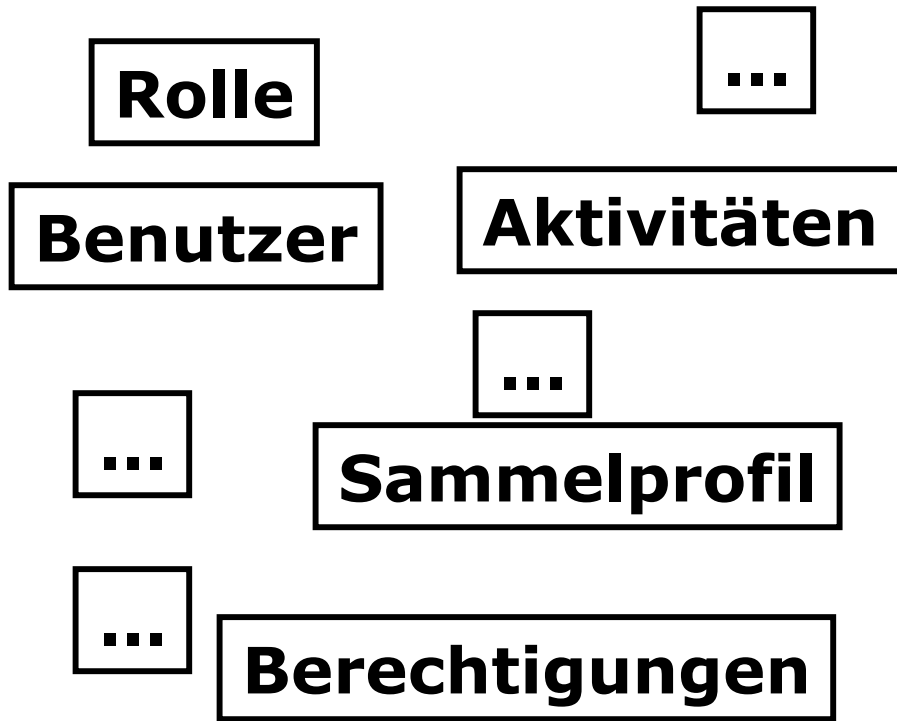 ...
Rolle
Aktivitäten
Benutzer
...
...
Sammelprofil
...
Berechtigungen